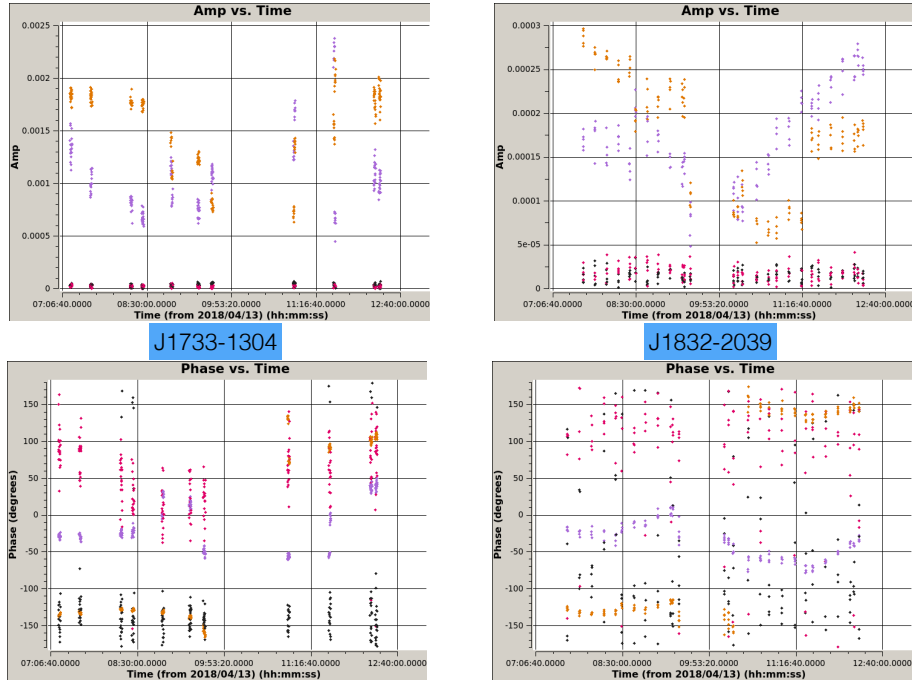 Amp vs. Time
0.0025
0.002
0.0015
0.001
0.0005
0
Amp
07:06:40.0000 08:30:00.0000 09:53:20.0000 11:16:40.0000 12:40:00.0000
Time (from 2018/04/13) (hh:mm:ss)
Amp vs. Time
0.0003
0.00025
0.0002
0.00015
0.0001
5e-05
0
Amp
07:06:40.0000 08:30:00.0000 09:53:20.0000 11:16:40.0000 12:40:00.0000
Time (from 2018/04/13) (hh:mm:ss)
J1733-1304
J1832-2039
Phase vs. Time
150
100
50
0
-50
-100
-150
Phase (degrees)
07:06:40.0000 08:30:00.0000 09:53:20.0000 11:16:40.0000 12:40:00.0000
Time (from 2018/04/13) (hh:mm:ss)
Phase vs. Time
150
100
50
0
-50
-100
-150
Phase (degrees)
07:06:40.0000 08:30:00.0000 09:53:20.0000 11:16:40.0000 12:40:00.0000
Time (from 2018/04/13) (hh:mm:ss)